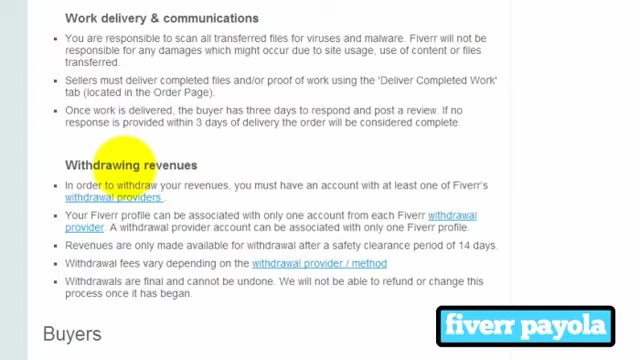 Work delivery & communications
You are responsible to scan all transferred files for viruses and malware. Fiverr will not be
responsible for any damages which might occur due to site usage, use of content or files
transferred.
Sellers must deliver completed files and/or proof of work using the 'Deliver Completed Work'
tab (located in the Order Page).
Once work is delivered, the buyer has three days to respond and post a review. If no
response is provided within 3 days of delivery the order will be considered complete.
Withdrawing revenues
In order to withdraw your revenues, you must have an account with at least one of Fiverr's
withdrawal providers .
Your Fiverr profile can be associated with only one account from each Fiverr withdrawal
provider. A withdrawal provider account can be associated with only one Fiverr profile.
Revenues are only made available for withdrawal after a safety clearance period of 14 days.
Withdrawal fees vary depending on the withdrawal provider / method
Withdrawals are final and cannot be undone. We will not be able to refund or change this
process once it has began.
Buyers
fiverr payola